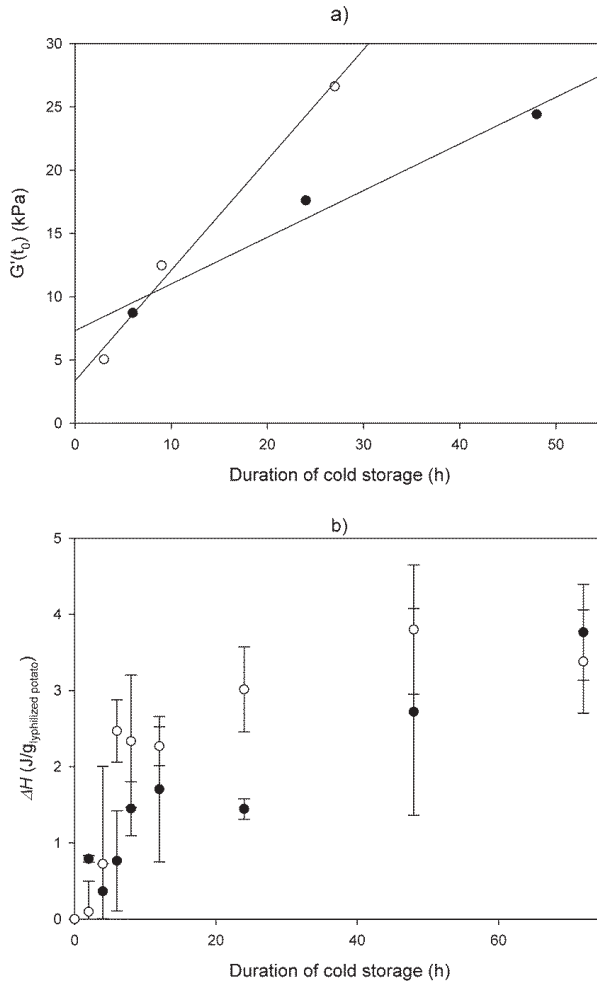 a)
30
25
20
15
10
5
0
G'(t0) (kPa)
0 10 20 30 40 50
Duration of cold storage (h)
b)
5
4
3
2
1
0
ΔH (J/glyphilized potato)
0 20 40 60
Duration of cold storage (h)